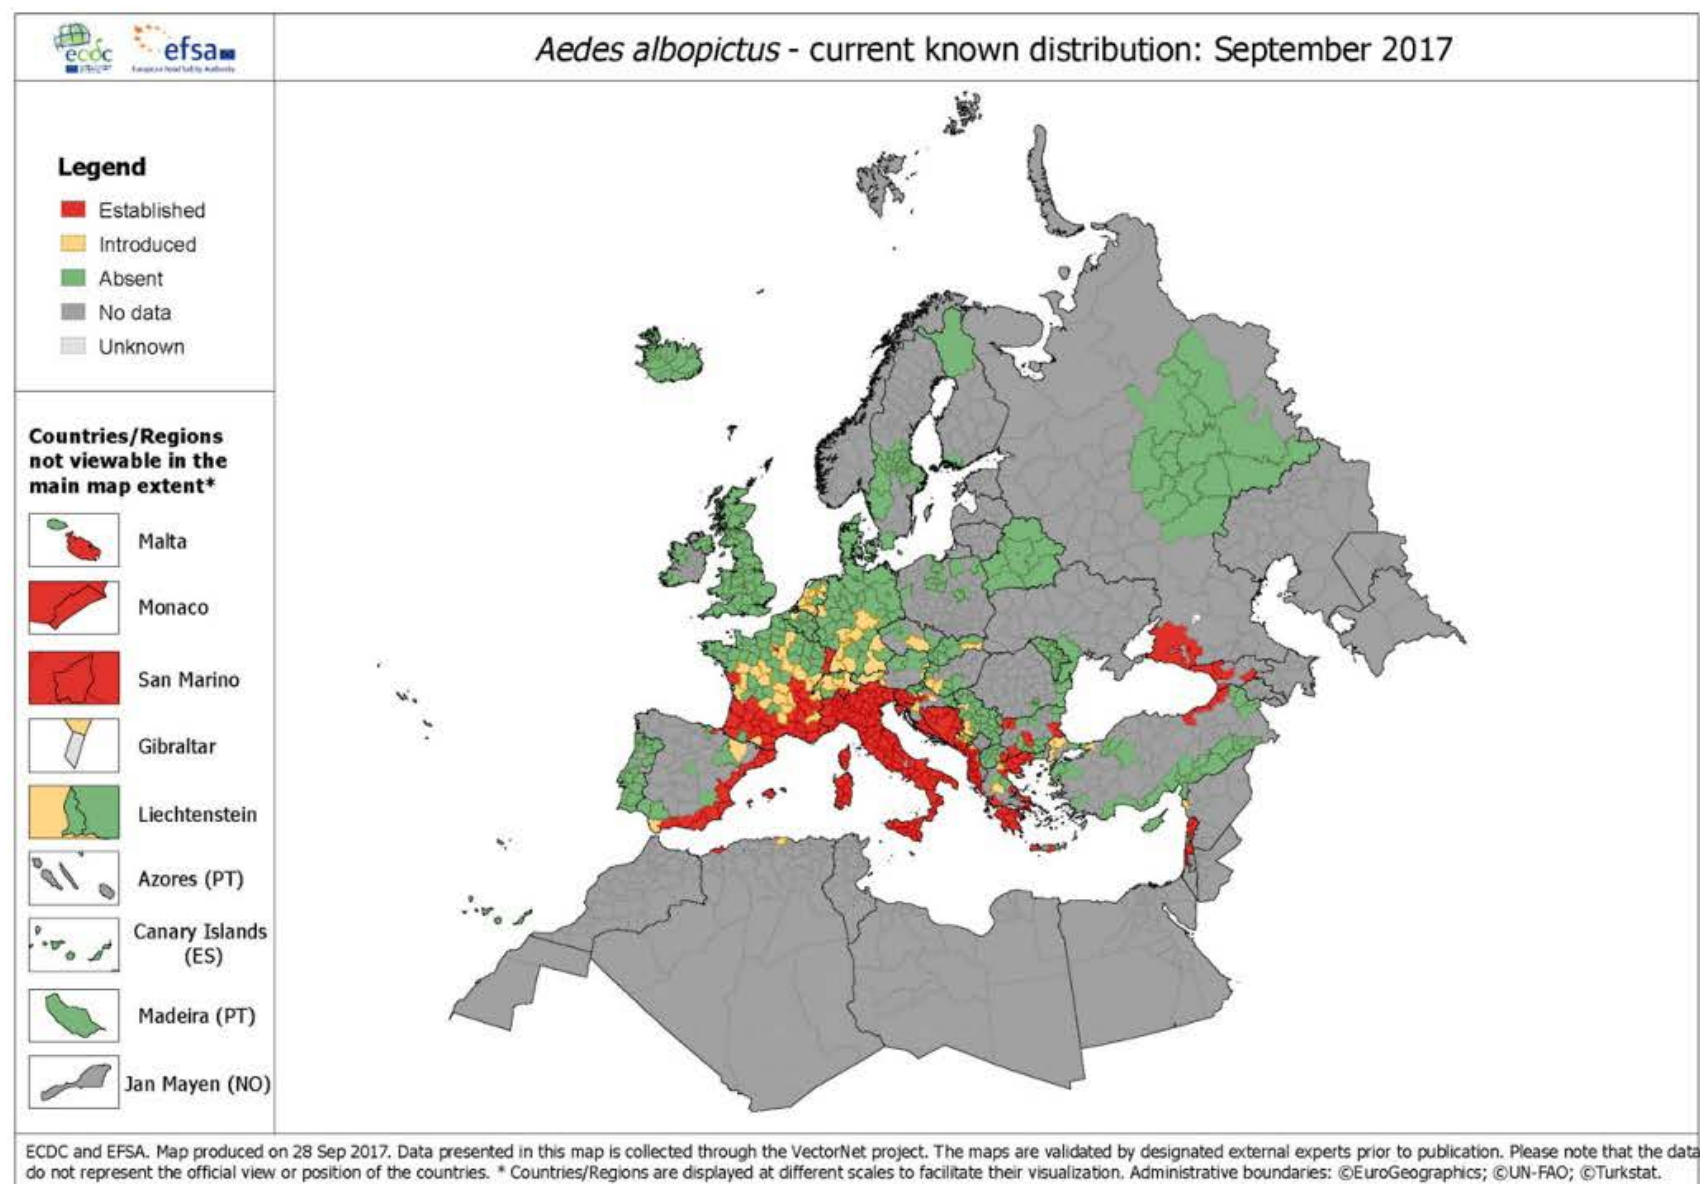 ecdc
efsa
European Food Safety Authority
Aedes albopictus - current known distribution: September 2017
Legend
Established
Introduced
Absent
No data
Unknown
Countries/Regions
not viewable in the
main map extent*
Malta
Monaco
San Marino
Gibraltar
Liechtenstein
Azores (PT)
Canary Islands
(ES)
Madeira (PT)
Jan Mayen (NO)
ECDC and EFSA. Map produced on 28 Sep 2017. Data presented in this map is collected through the VectorNet project. The maps are validated by designated external experts prior to publication. Please note that the data
do not represent the official view or position of the countries. * Countries/Regions are displayed at different scales to facilitate their visualization. Administrative boundaries: ©EuroGeographics; ©UN-FAO; ©Turkstat.